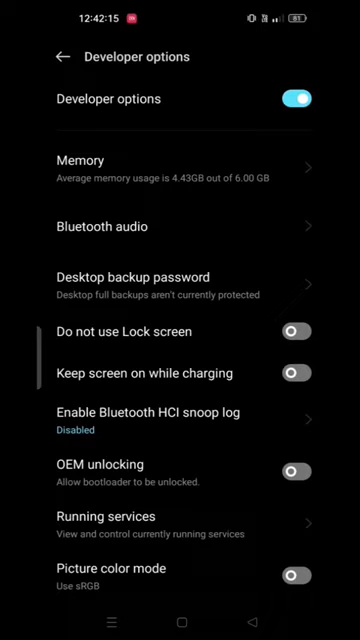 12:42:15
81
Developer options
Developer options
Memory
Average memory usage is 4.43GB out of 6.00 GB
Bluetooth audio
Desktop backup password
Desktop full backups aren't currently protected
Do not use Lock screen
Keep screen on while charging
Enable Bluetooth HCI snoop log
Disabled
OEM unlocking
Allow bootloader to be unlocked.
Running services
View and control currently running services
Picture color mode
Use sRGB